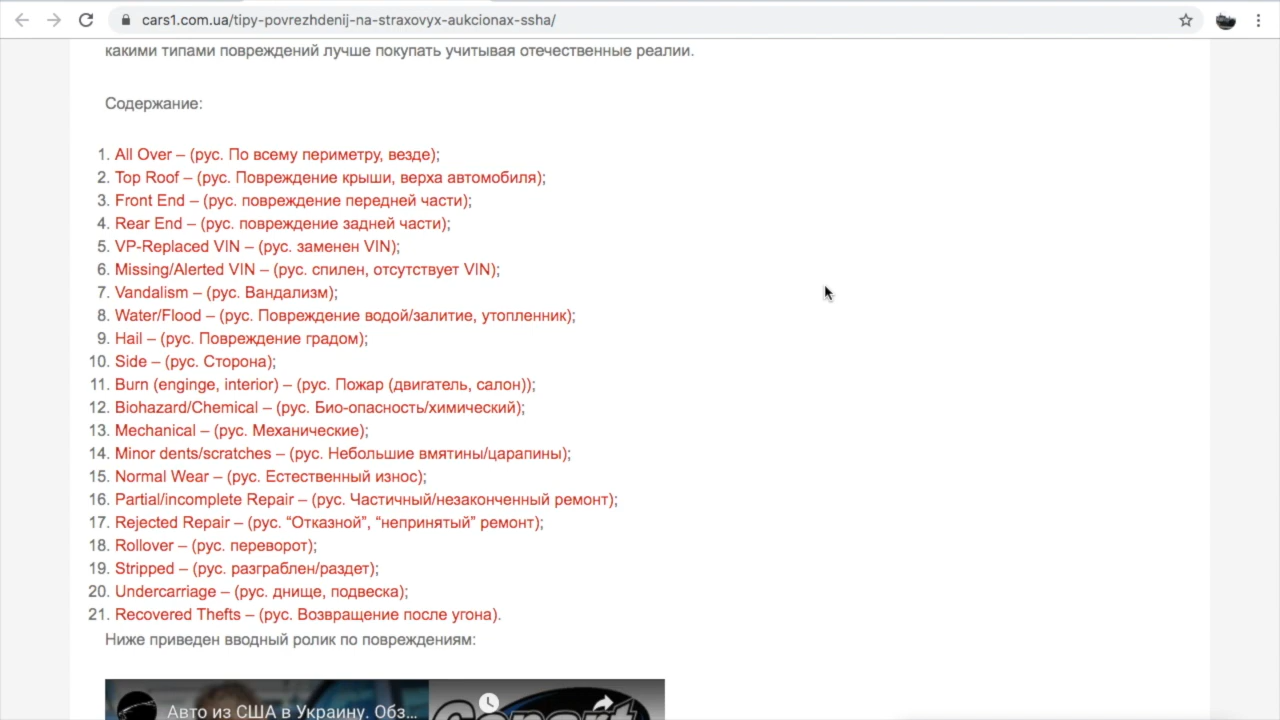 cars1.com.ua/tipy-povrezhdenij-na-straxovyx-aukcionax-ssha/
какими типами повреждений лучше покупать учитывая отечественные реалии.
Содержание:
1. All Over – (рус. По всему периметру, везде);
2. Top Roof – (рус. Повреждение крыши, верха автомобиля);
3. Front End – (рус. повреждение передней части);
4. Rear End – (рус. повреждение задней части);
5. VP-Replaced VIN – (рус. заменен VIN);
6. Missing/Alerted VIN – (рус. спилен, отсутствует VIN);
7. Vandalism – (рус. Вандализм);
8. Water/Flood – (рус. Повреждение водой/залитие, утопленник);
9. Hail – (рус. Повреждение градом);
10. Side – (рус. Сторона);
11. Burn (enginge, interior) – (рус. Пожар (двигатель, салон));
12. Biohazard/Chemical – (рус. Био-опасность/химический);
13. Mechanical – (рус. Механические);
14. Minor dents/scratches – (рус. Небольшие вмятины/царапины);
15. Normal Wear – (рус. Естественный износ);
16. Partial/incomplete Repair – (рус. Частичный/незаконченный ремонт);
17. Rejected Repair – (рус. “Отказной”, “непринятый” ремонт);
18. Rollover – (рус. переворот);
19. Stripped – (рус. разграблен/раздет);
20. Undercarriage – (рус. днище, подвеска);
21. Recovered Thefts – (рус. Возвращение после угона).
Ниже приведен вводный ролик по повреждениям:
Авто из США в Украину. Обз...
Copart